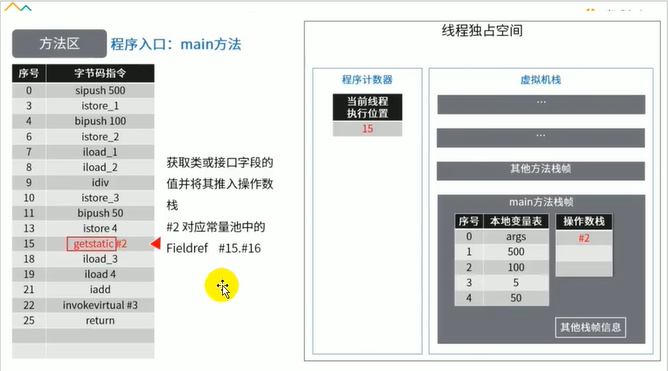 方法区
程序入口：main方法
序号 字节码指令
0 sipush 500
3 istore_1
4 bipush 100
6 istore_2
7 iload_1
8 iload_2
9 idiv
10 istore_3
11 bipush 50
13 istore 4
15 getstatic #2
18 iload_3
19 iload 4
21 iadd
22 invokevirtual #3
25 return
获取类或接口字段的
值并将其推入操作数
栈
#2 对应常量池中的
Fieldref #15.#16
线程独占空间
程序计数器
当前线程
执行位置
15
虚拟机栈
...
...
其他方法栈帧
main方法栈帧
序号 本地变量表
0 args
1 500
2 100
3 5
4 50
操作数栈
#2
其他栈帧信息